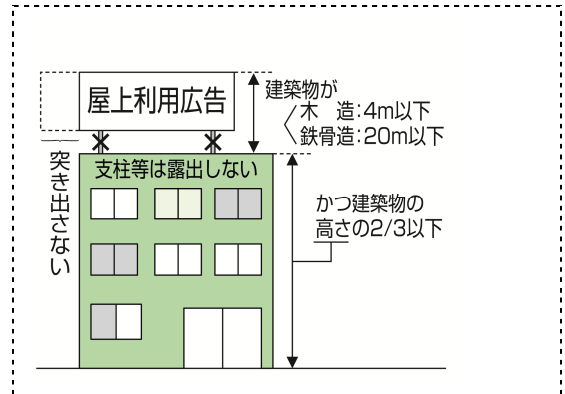 屋上利用広告
建築物が
木　造：4m以下
鉄骨造：20m以下
支柱等は露出しない
突き出さない
かつ建築物の
高さの2/3以下